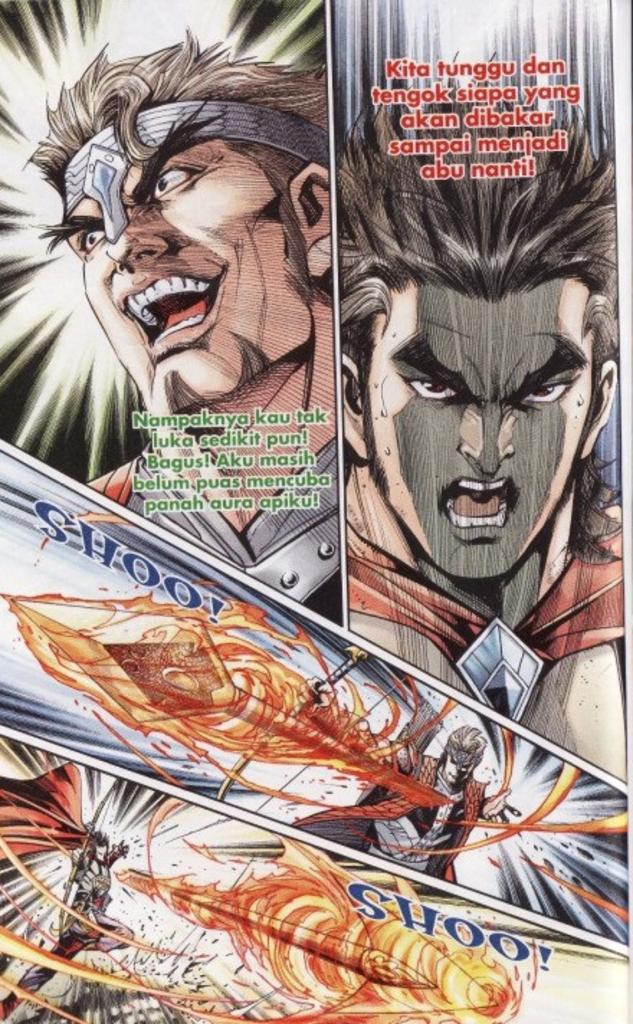 Nampaknya kau tak
luka sedikit pun!
Bagus! Aku masih
belum puas mencuba
panah aura apiku!
Kita tunggu dan
tengok siapa yang
akan dibakar
sampai menjadi
abu nanti!
SHOO!
SHOO!